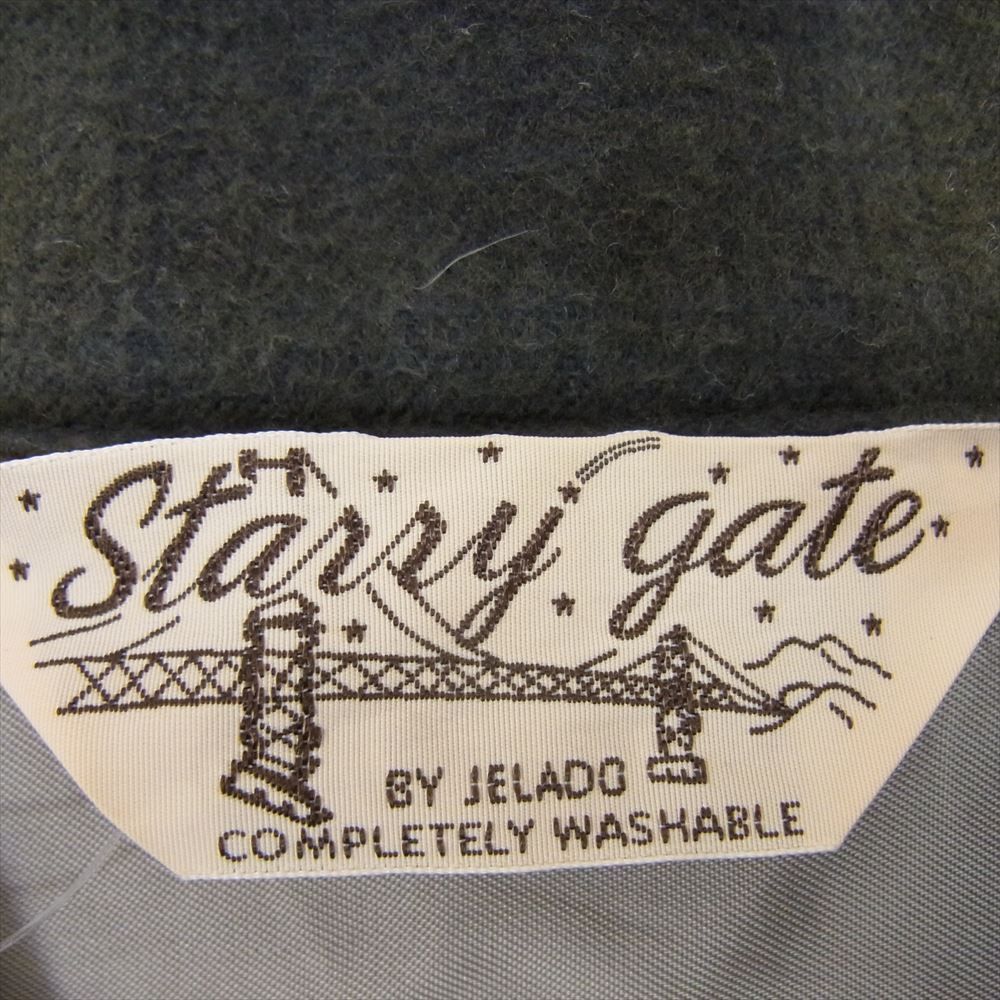 Starry gate
BY JELADO
COMPLETELY WASHABLE